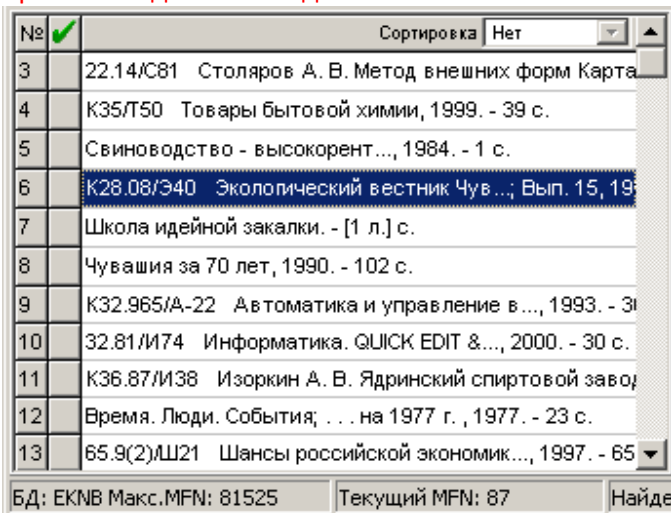 № Сортировка Нет
3 22.14/С81 Столяров А. В. Метод внешних форм Карта
4 К35/Т50 Товары бытовой химии, 1999. - 39 с.
5 Свиноводство - высокорент..., 1984. - 1 с.
6 К28.08/Э40 Экологический вестник Чув...; Вып. 15, 19
7 Школа идейной закалки. - [1 л.] с.
8 Чувашия за 70 лет, 1990. - 102 с.
9 К32.965/А-22 Автоматика и управление в..., 1993. - 3
10 32.81/И74 Информатика. QUICK EDIT &..., 2000. - 30 с.
11 К36.87/И38 Изоркин А. В. Ядринский спиртовой завод
12 Время. Люди. События; . . . на 1977 г. , 1977. - 23 с.
13 65.9(2)/Ш21 Шансы российской экономик..., 1997. - 65
БД: EKNB Макс.MFN: 81525 Текущий MFN: 87 Найде